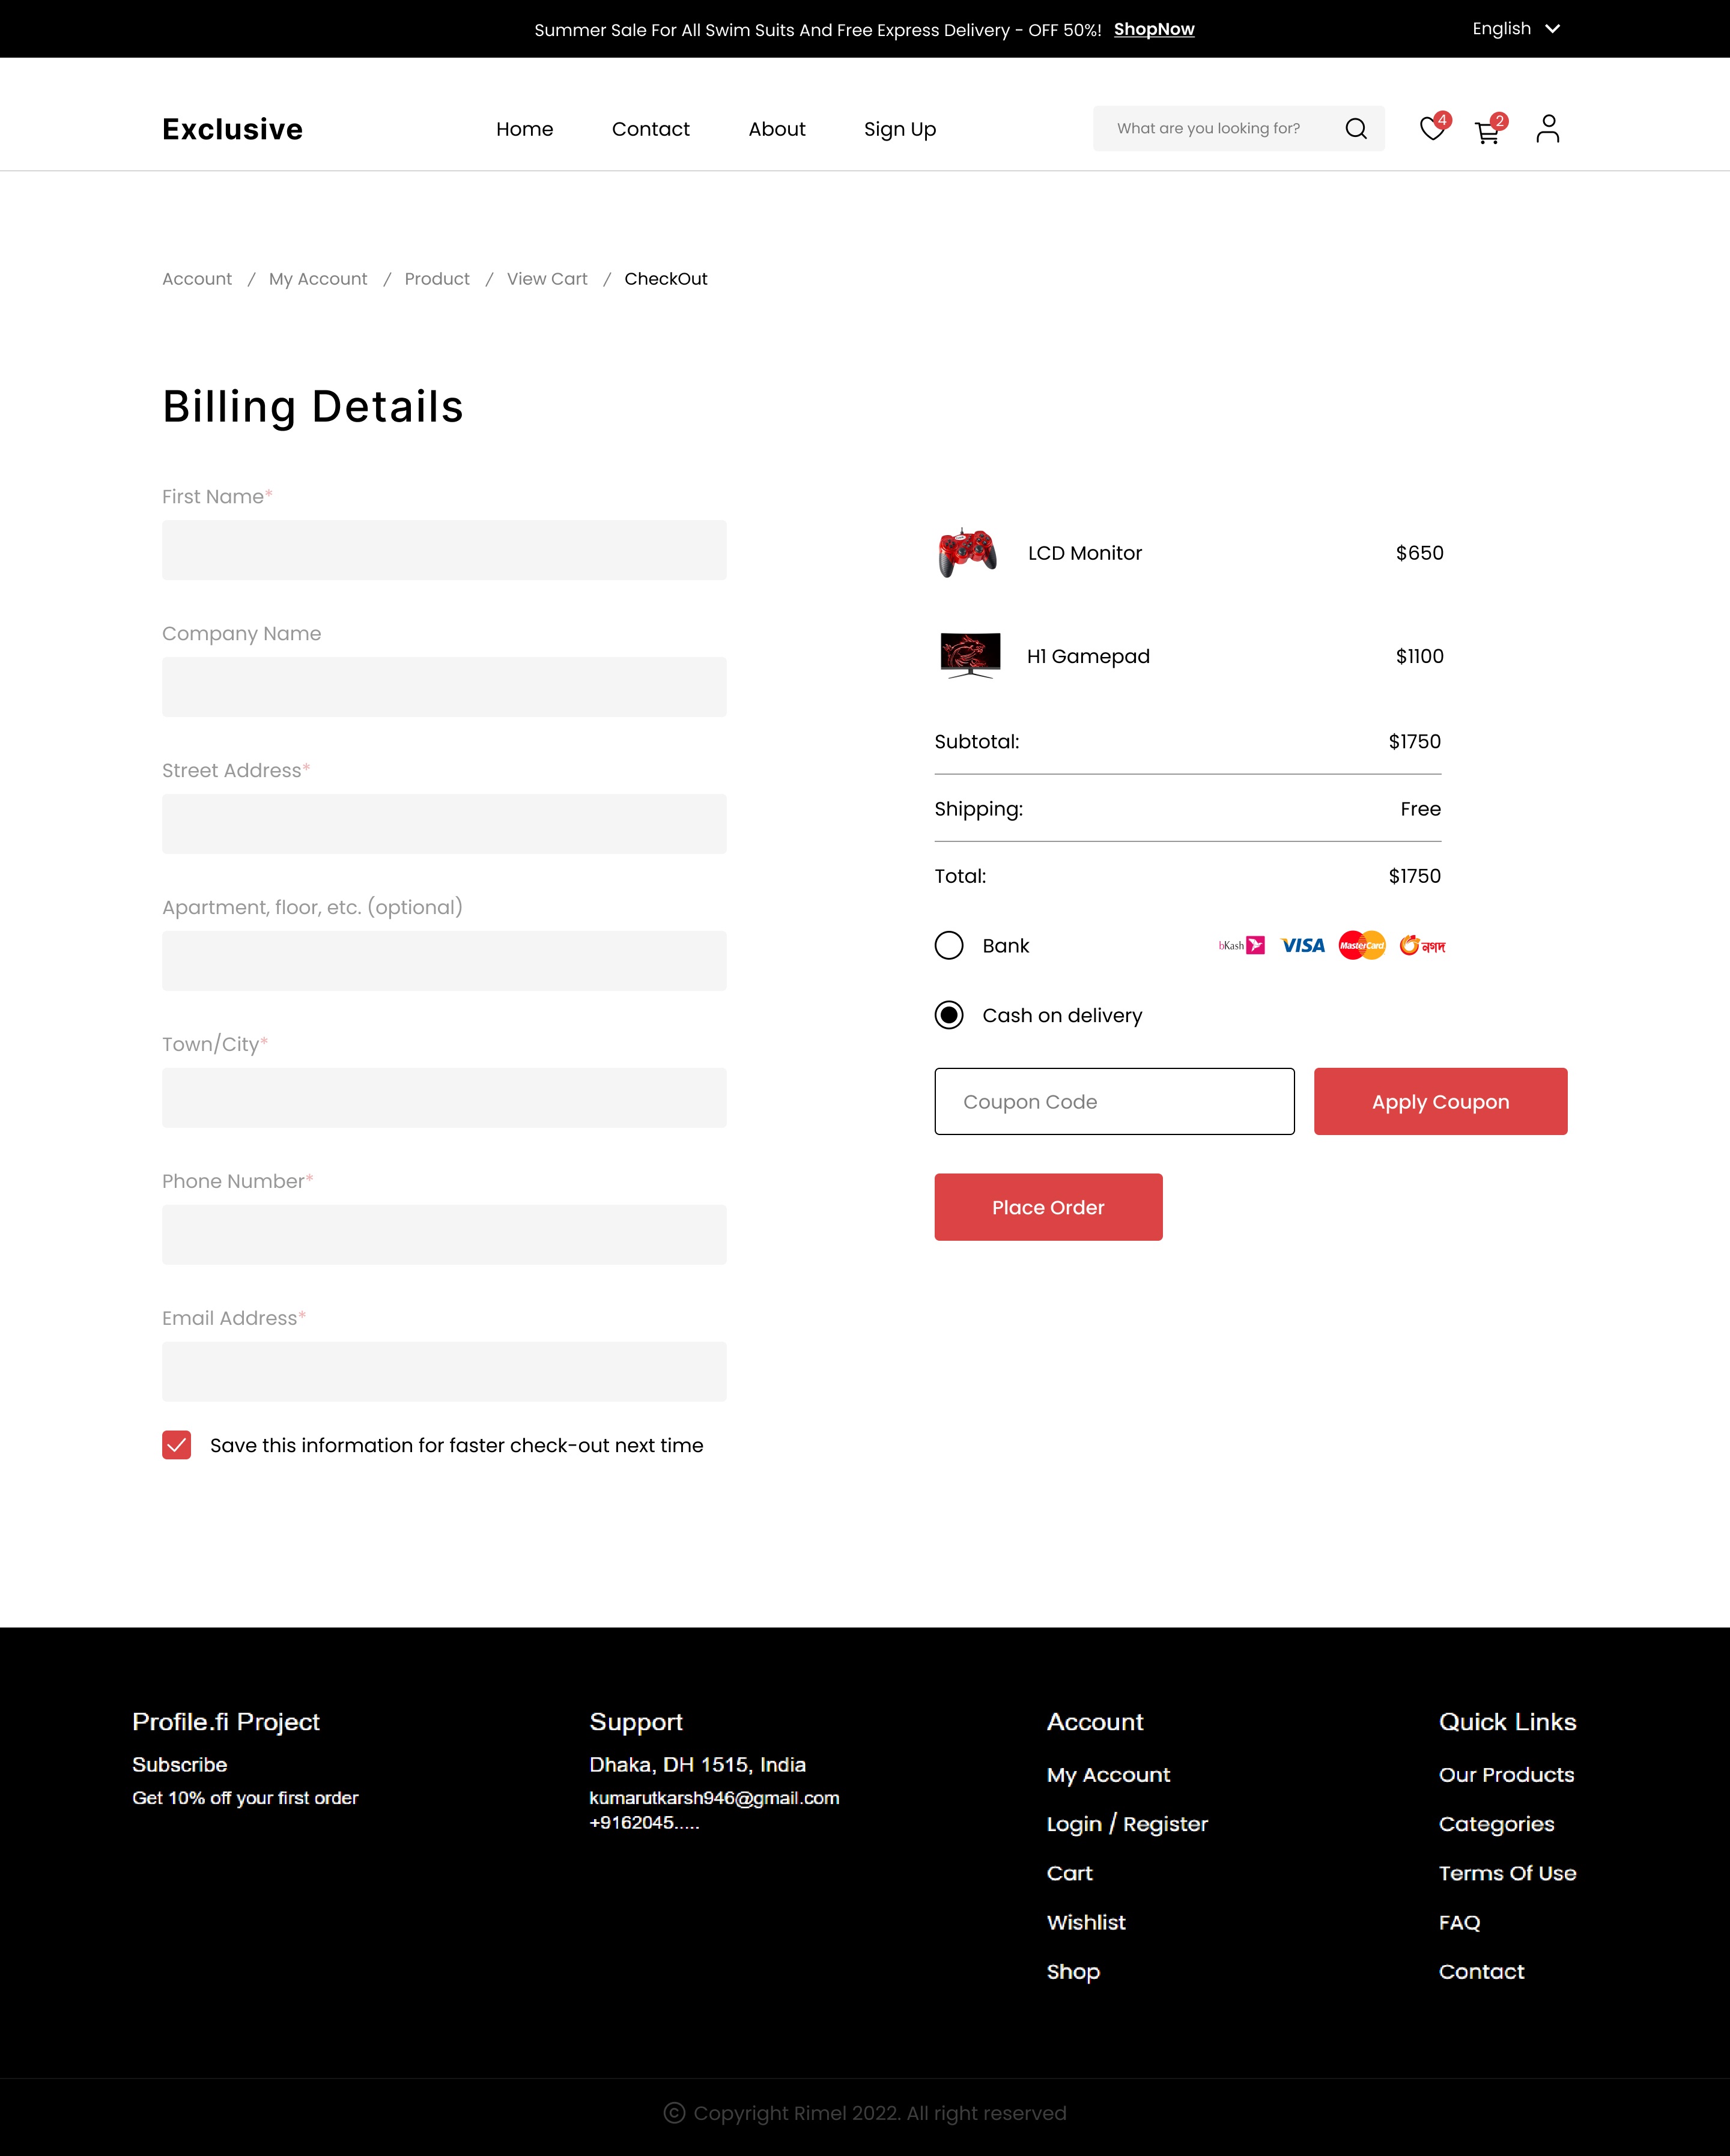 Summer Sale For All Swim Suits And Free Express Delivery - OFF 50%! ShopNow
English
Exclusive
Home Contact About Sign Up
What are you looking for?
4
2
Account / My Account / Product / View Cart / CheckOut
Billing Details
First Name*
Company Name
Street Address*
Apartment, floor, etc. (optional)
Town/City*
Phone Number*
Email Address*
Save this information for faster check-out next time
LCD Monitor $650
H1 Gamepad $1100
Subtotal: $1750
Shipping: Free
Total: $1750
Bank bKash VISA MasterCard নগদ
Cash on delivery
Coupon Code Apply Coupon
Place Order
Profile.fi Project
Subscribe
Get 10% off your first order
Support
Dhaka, DH 1515, India
kumarutkarsh946@gmail.com
+9162045.....
Account
My Account
Login / Register
Cart
Wishlist
Shop
Quick Links
Our Products
Categories
Terms Of Use
FAQ
Contact
© Copyright Rimel 2022. All right reserved